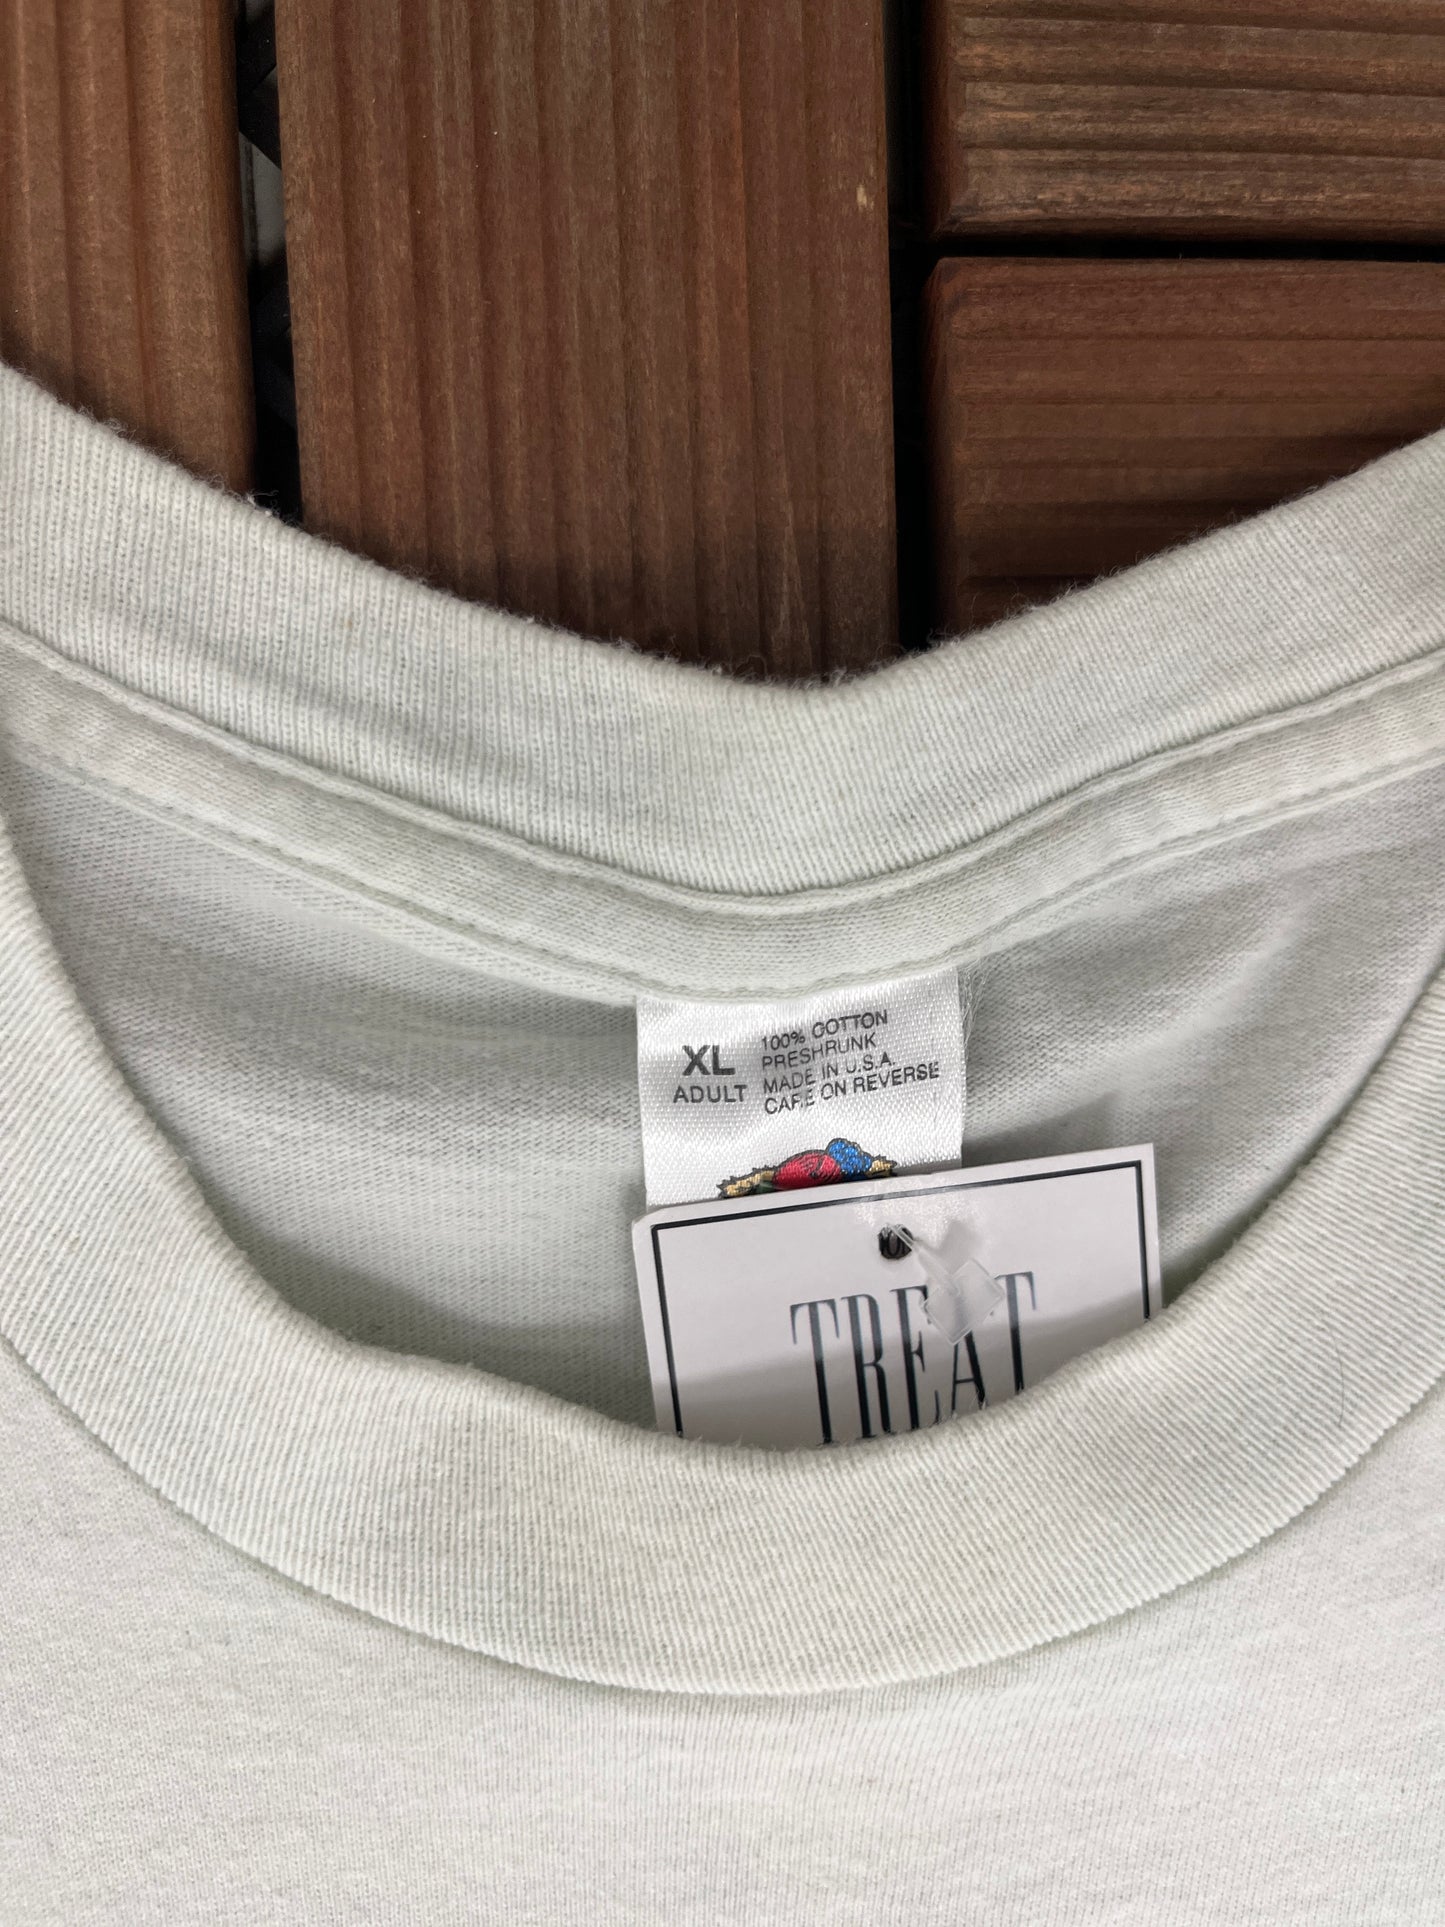 XL
ADULT
100% COTTON
PRESHRUNK
MADE IN U.S.A.
CARE ON REVERSE
TREAT